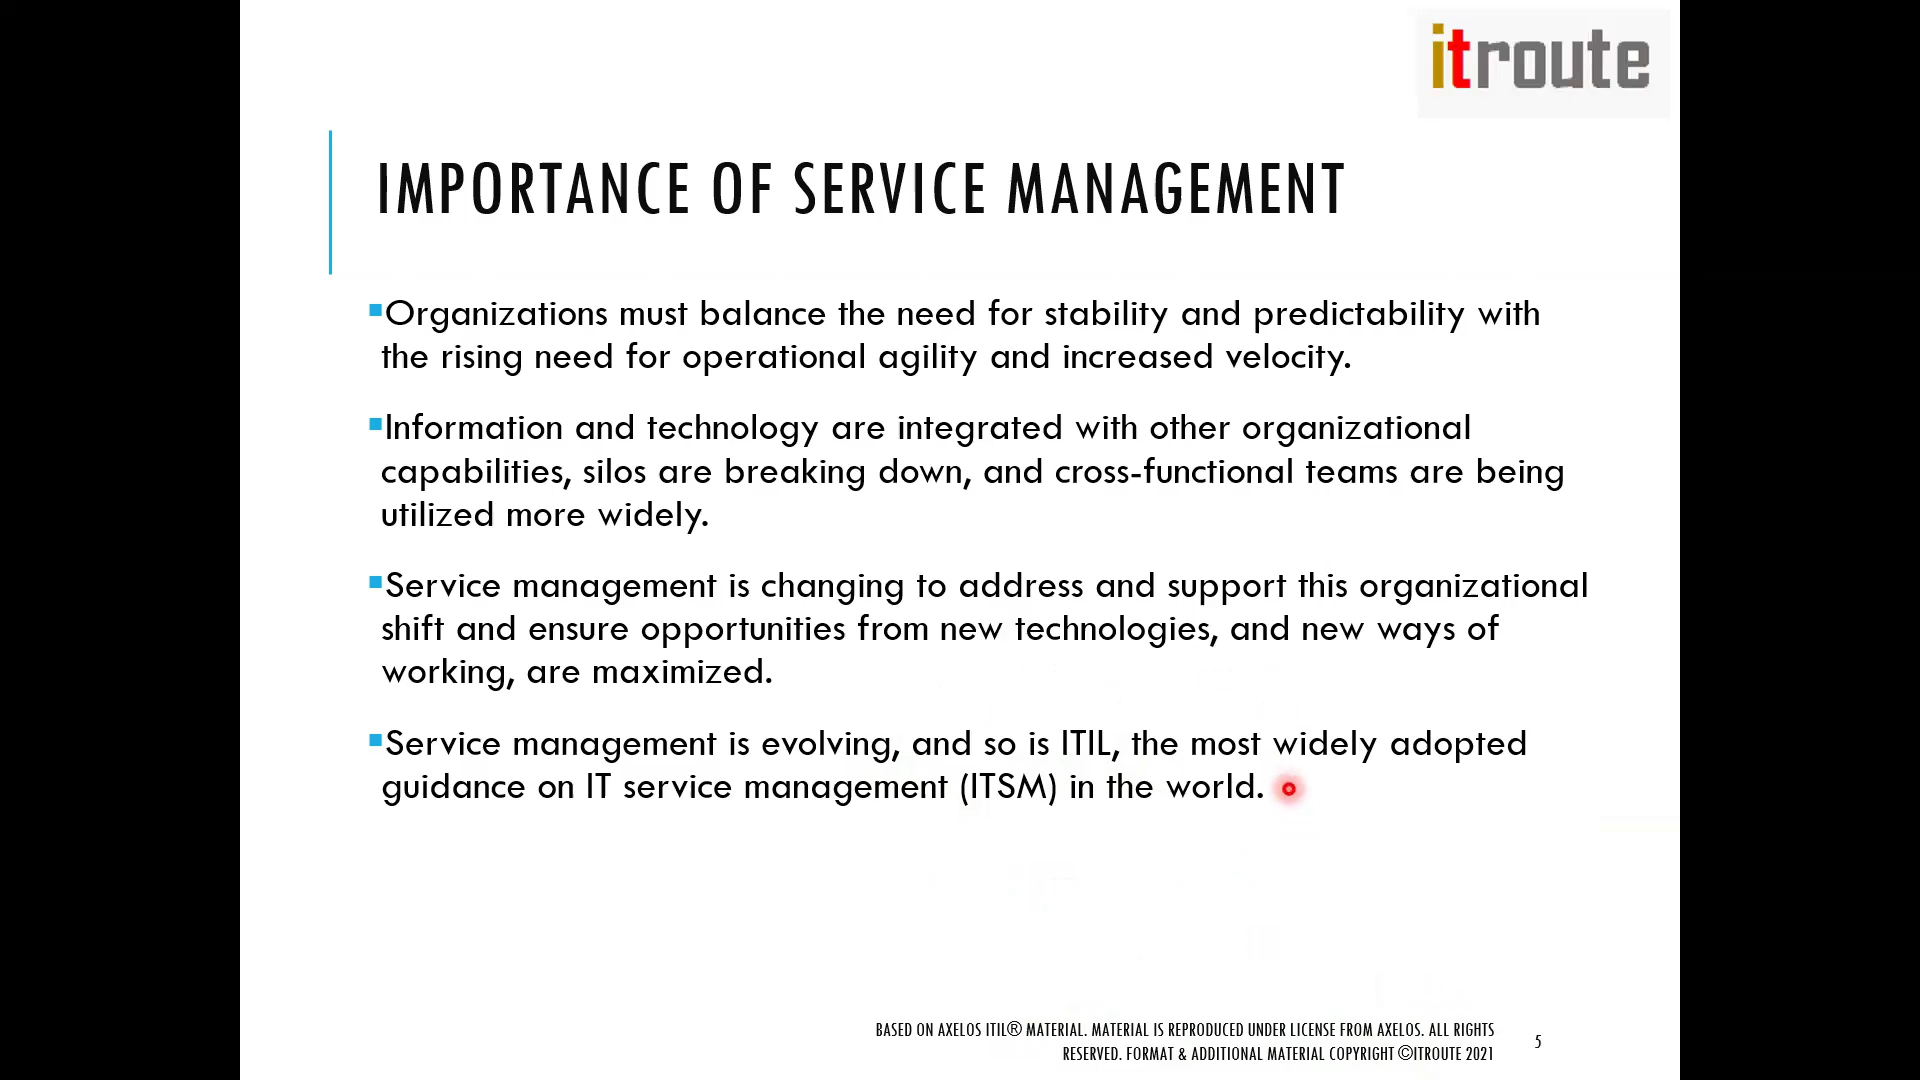 itroute
IMPORTANCE OF SERVICE MANAGEMENT
Organizations must balance the need for stability and predictability with
the rising need for operational agility and increased velocity.
Information and technology are integrated with other organizational
capabilities, silos are breaking down, and cross-functional teams are being
utilized more widely.
Service management is changing to address and support this organizational
shift and ensure opportunities from new technologies, and new ways of
working, are maximized.
Service management is evolving, and so is ITIL, the most widely adopted
guidance on IT service management (ITSM) in the world.
BASED ON AXELOS ITIL® MATERIAL. MATERIAL IS REPRODUCED UNDER LICENSE FROM AXELOS. ALL RIGHTS
RESERVED. FORMAT & ADDITIONAL MATERIAL COPYRIGHT ©ITROUTE 2021
5